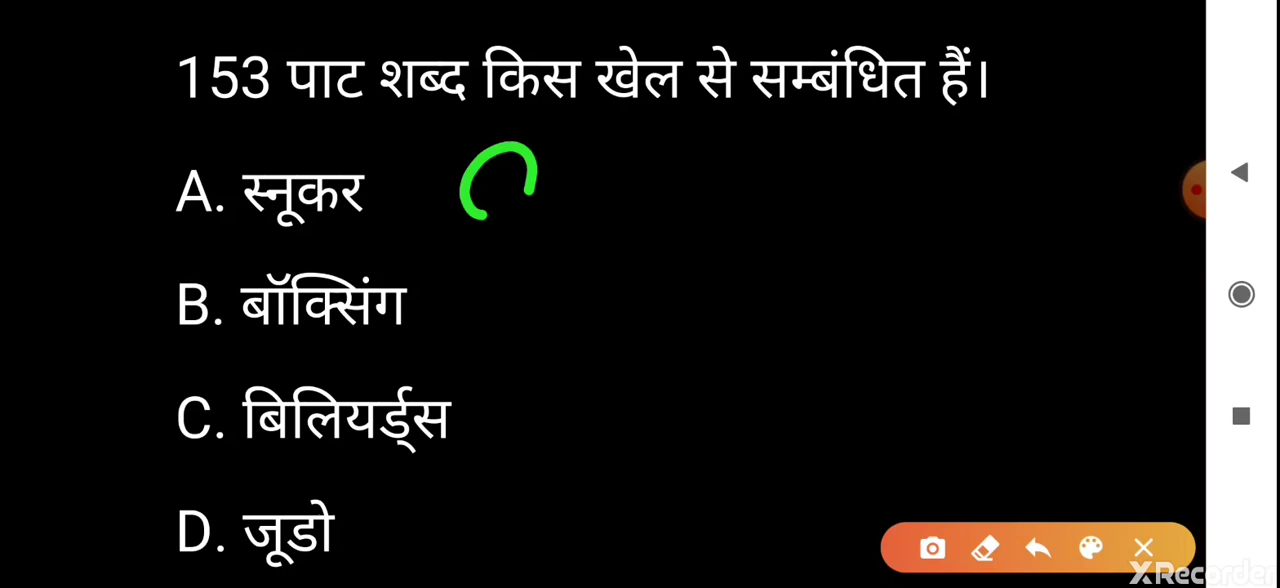 153 पाट शब्द किस खेल से सम्बंधित हैं।
A. स्नूकर
B. बॉक्सिंग
C. बिलियर्ड्स
D. जूडो
XRecorder